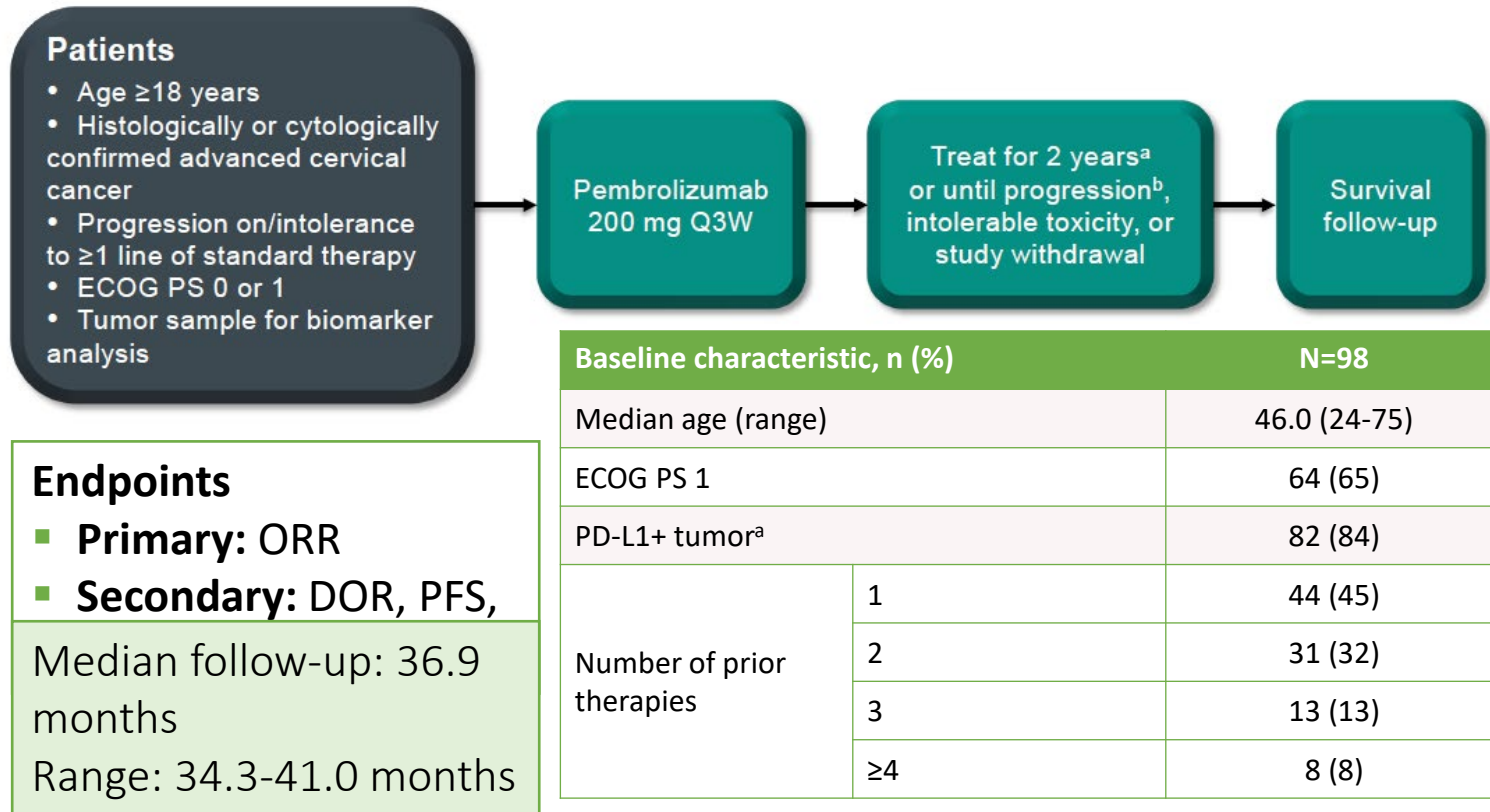 Patients
• Age ≥18 years
• Histologically or cytologically
confirmed advanced cervical
cancer
• Progression on/intolerance
to ≥1 line of standard therapy
• ECOG PS 0 or 1
• Tumor sample for biomarker
analysis
Pembrolizumab
200 mg Q3W
Treat for 2 yearsᵃ
or until progressionᵇ,
intolerable toxicity, or
study withdrawal
Survival
follow-up
Endpoints
▪ Primary: ORR
▪ Secondary: DOR, PFS,
Median follow-up: 36.9
months
Range: 34.3-41.0 months
Baseline characteristic, n (%) N=98
Median age (range) 46.0 (24-75)
ECOG PS 1 64 (65)
PD-L1+ tumorᵃ 82 (84)
Number of prior
therapies
1 44 (45)
2 31 (32)
3 13 (13)
≥4 8 (8)